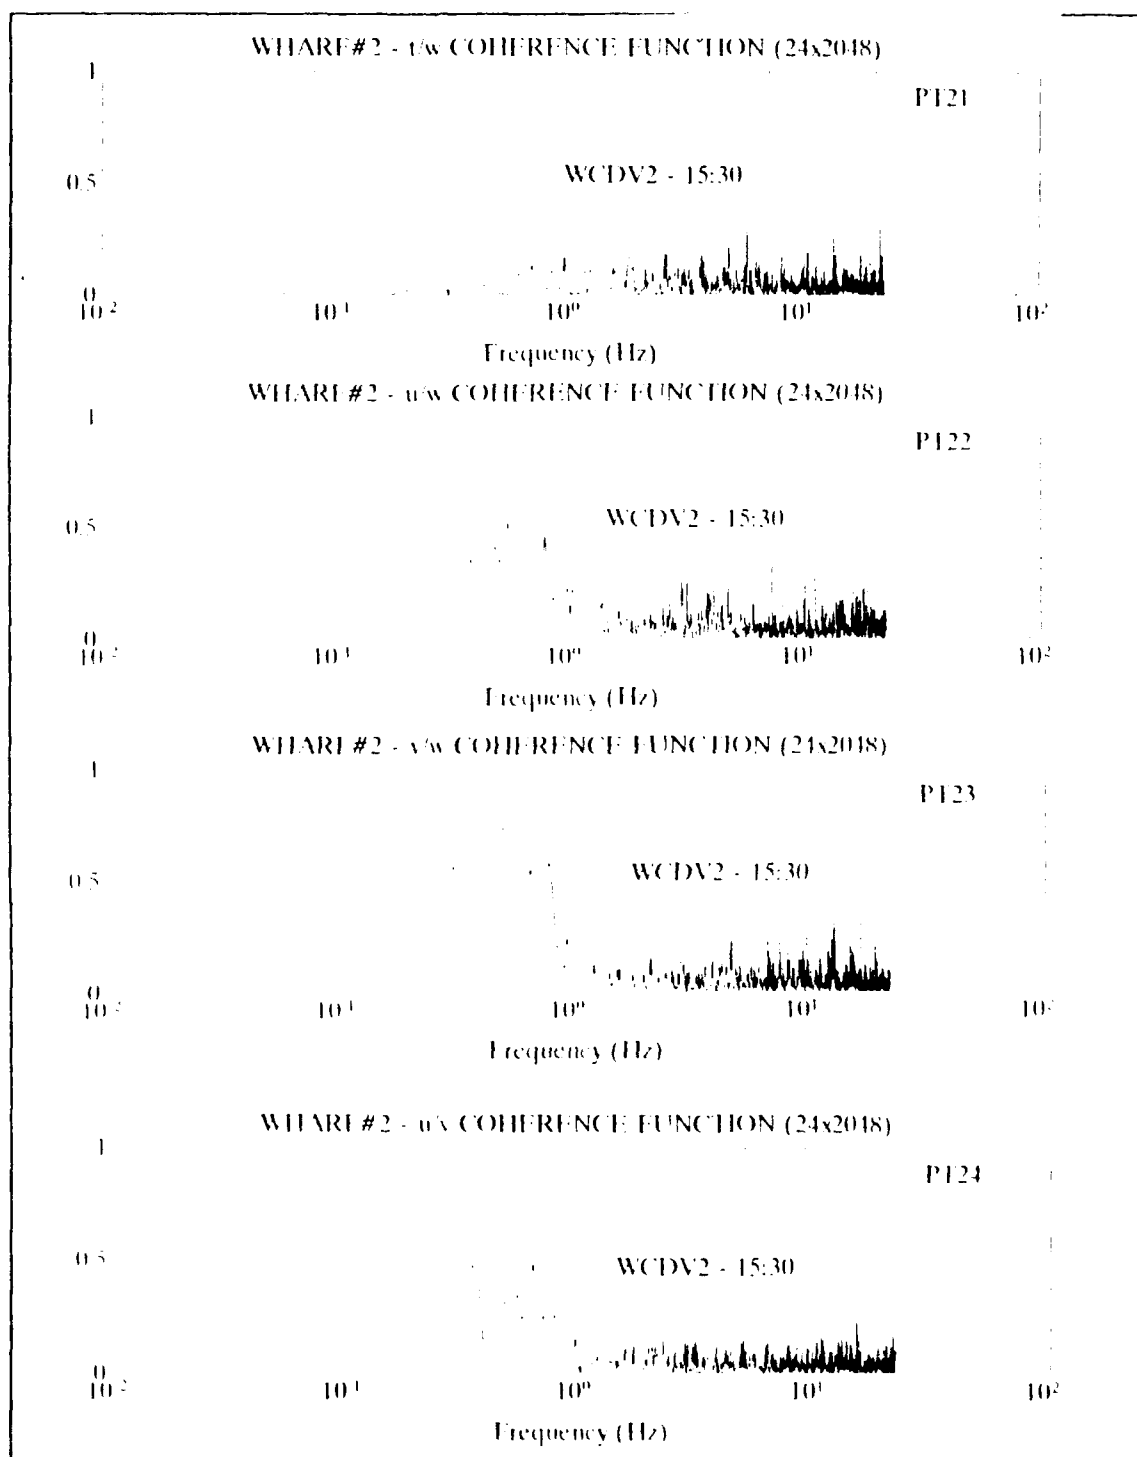 WHARF#2 - t/w COHERENCE FUNCTION (24x2048)
1
PT21
0.5
WCDV2 - 15:30
0
10-2 10-1 100 101 102
Frequency (Hz)
WHARF#2 - u/w COHERENCE FUNCTION (24x2048)
1
PT22
0.5
WCDV2 - 15:30
0
10-2 10-1 100 101 102
Frequency (Hz)
WHARF#2 - v/w COHERENCE FUNCTION (24x2048)
1
PT23
0.5
WCDV2 - 15:30
0
10-2 10-1 100 101 102
Frequency (Hz)
WHARF#2 - u/v COHERENCE FUNCTION (24x2048)
1
PT24
0.5
WCDV2 - 15:30
0
10-2 10-1 100 101 102
Frequency (Hz)